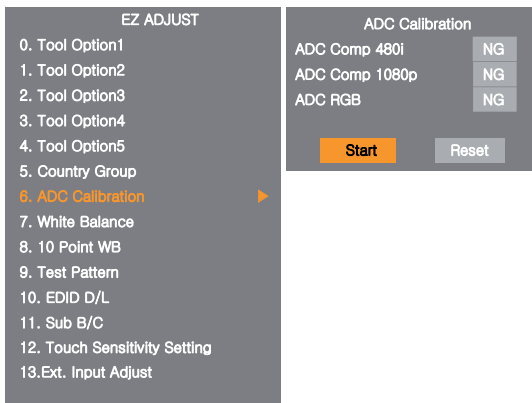 EZ ADJUST
0. Tool Option1
1. Tool Option2
2. Tool Option3
3. Tool Option4
4. Tool Option5
5. Country Group
6. ADC Calibration
7. White Balance
8. 10 Point WB
9. Test Pattern
10. EDID D/L
11. Sub B/C
12. Touch Sensitivity Setting
13.Ext. Input Adjust
ADC Calibration
ADC Comp 480i NG
ADC Comp 1080p NG
ADC RGB NG
Start Reset